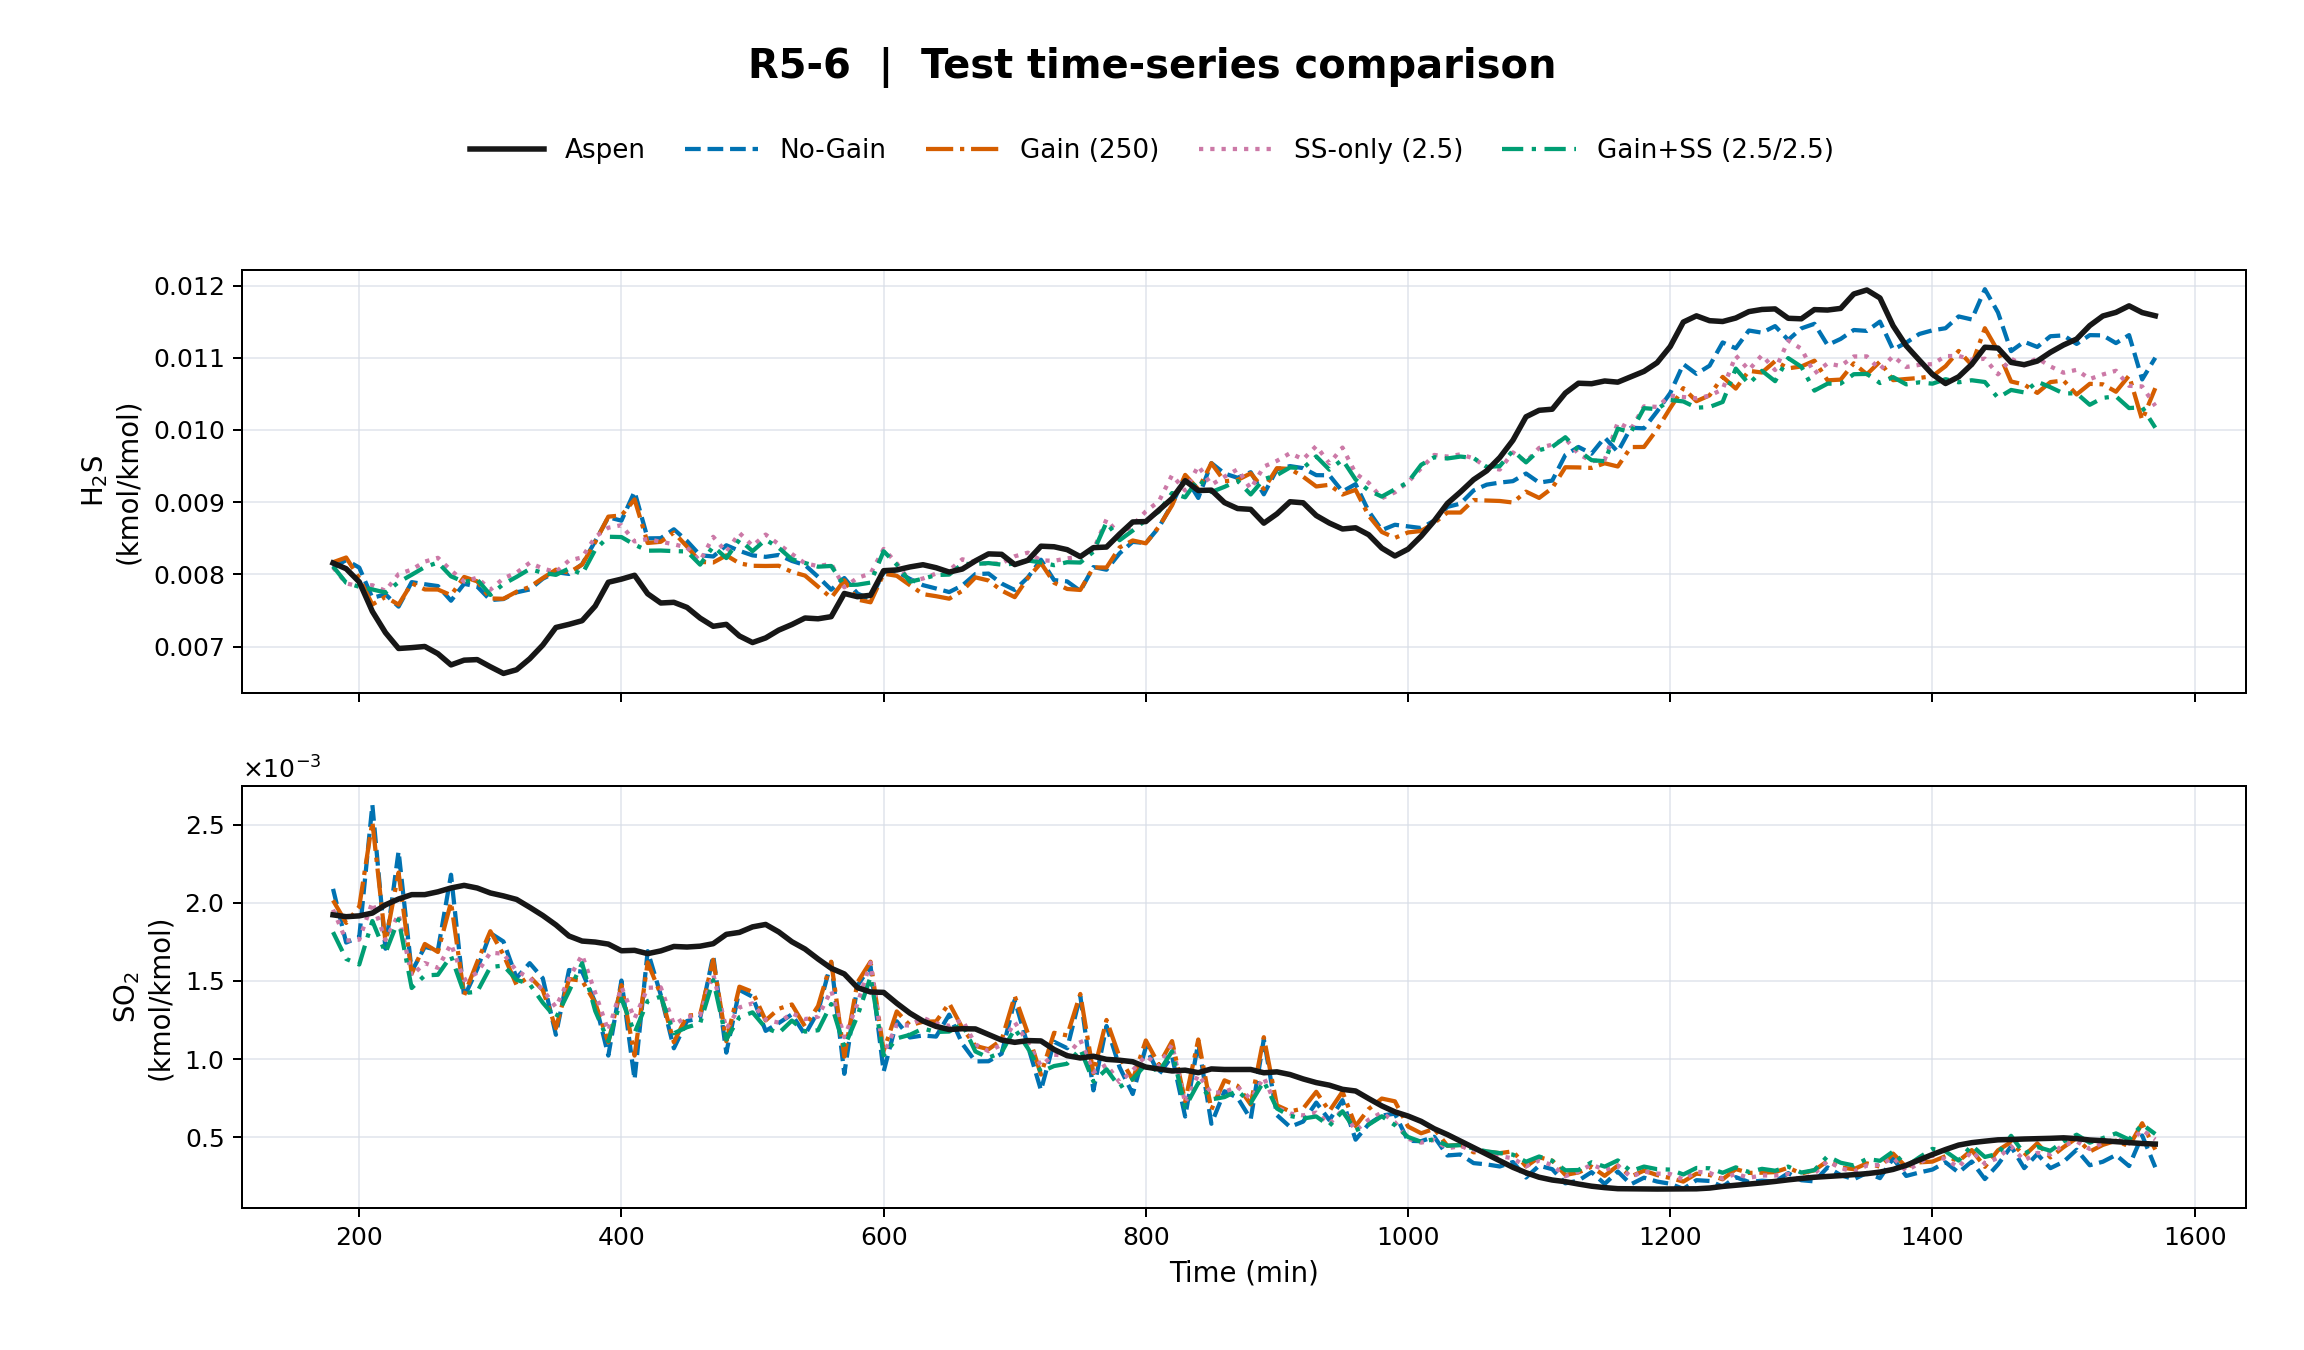 R5-6 | Test time-series comparison
Aspen No-Gain Gain (250) SS-only (2.5) Gain+SS (2.5/2.5)
0.012
0.011
0.010
0.009
0.008
0.007
H₂S
(kmol/kmol)
×10⁻³
2.5
2.0
1.5
1.0
0.5
SO₂
(kmol/kmol)
200 400 600 800 1000 1200 1400 1600
Time (min)